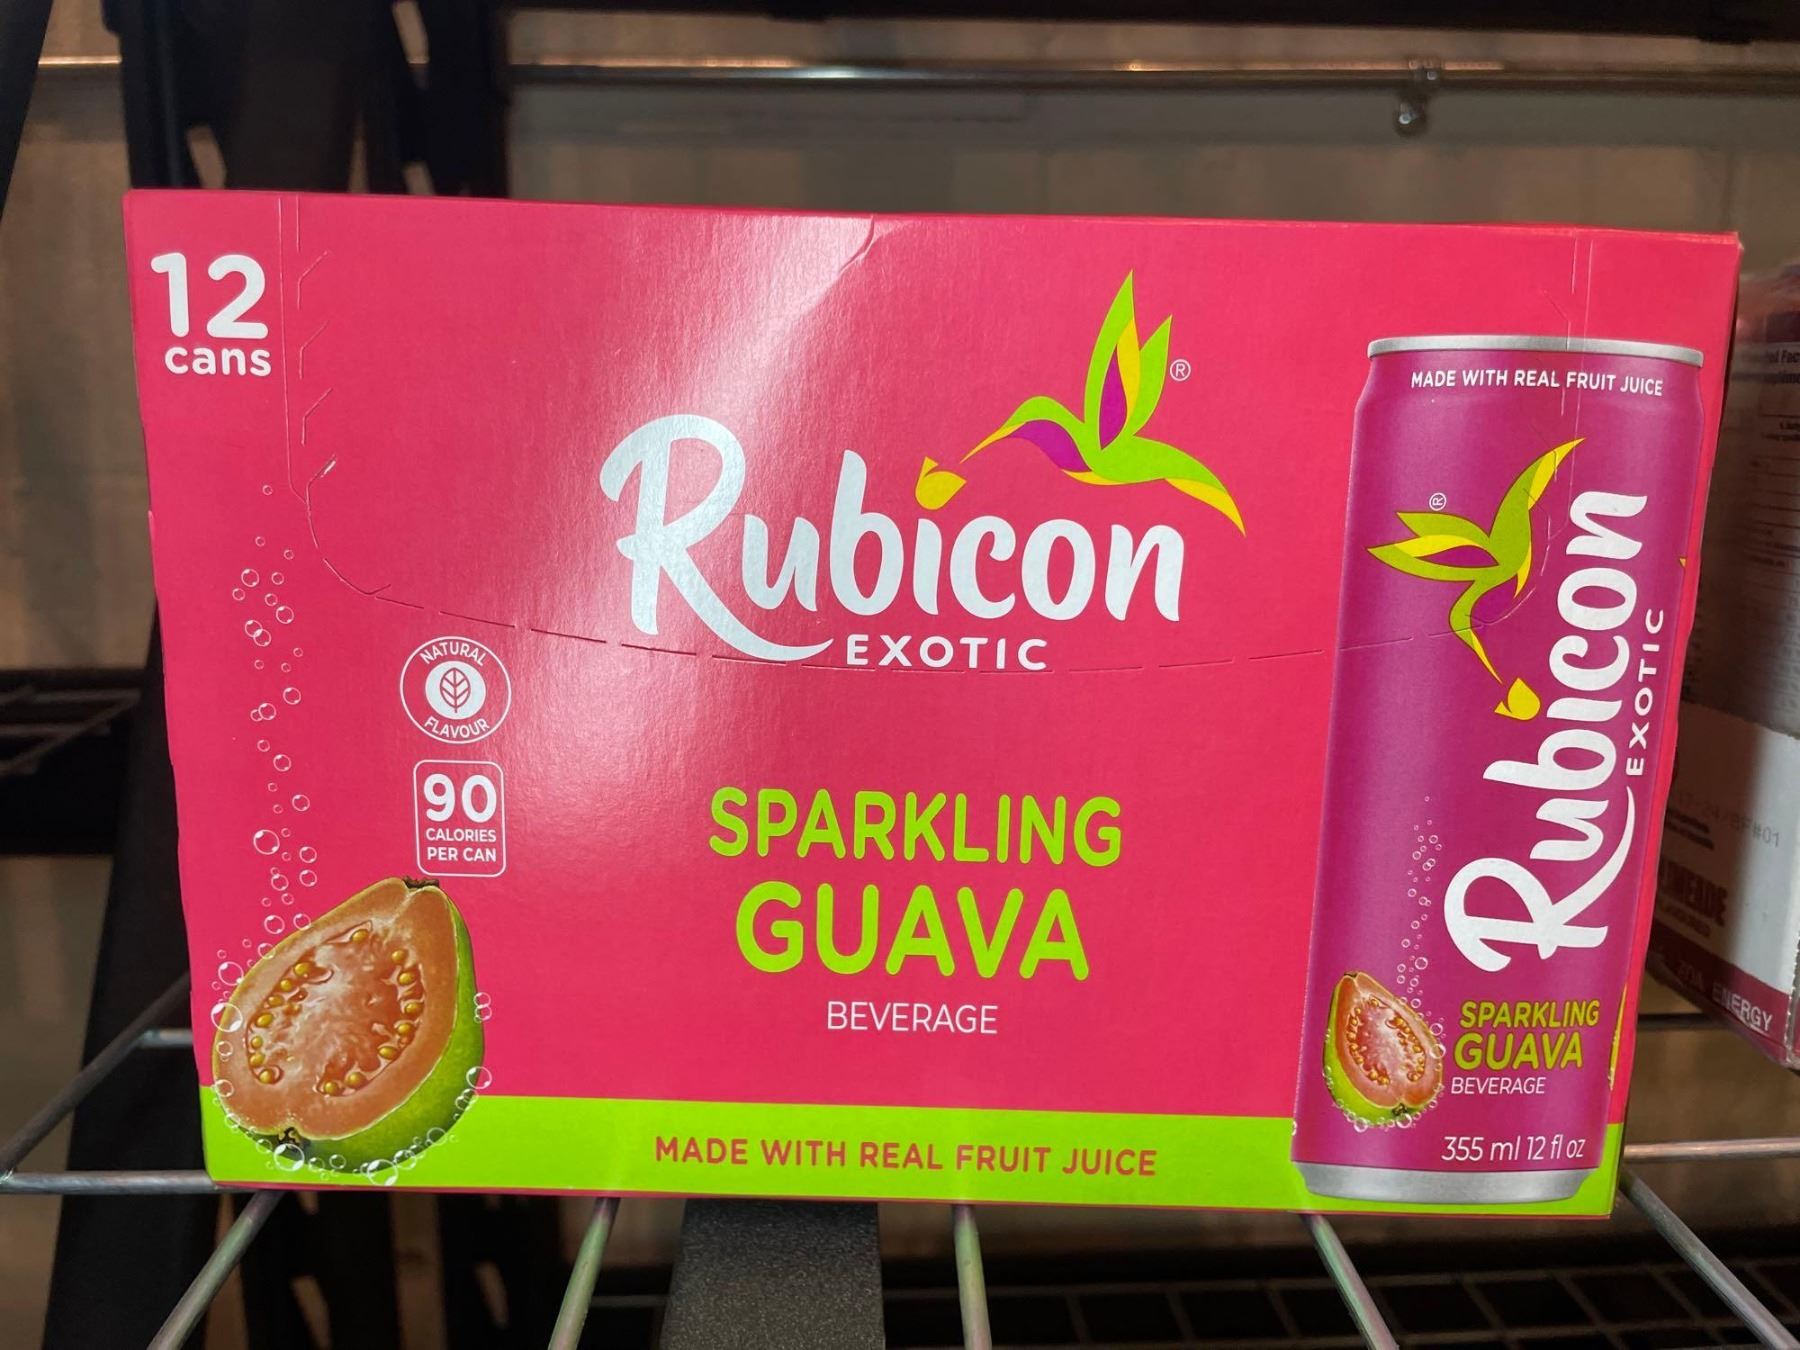 12
cans
Rubicon
®
EXOTIC
NATURAL
FLAVOUR
90
CALORIES
PER CAN
SPARKLING
GUAVA
BEVERAGE
MADE WITH REAL FRUIT JUICE
MADE WITH REAL FRUIT JUICE
®
Rubicon
EXOTIC
SPARKLING
GUAVA
BEVERAGE
355 ml 12 fl oz
ENERGY